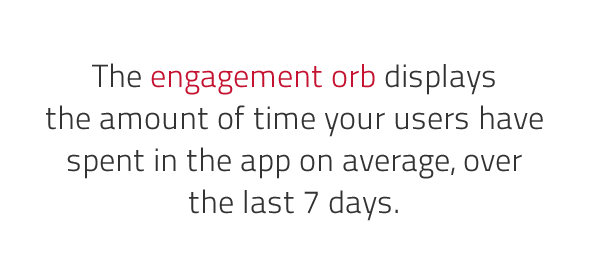 The engagement orb displays
the amount of time your users have
spent in the app on average, over
the last 7 days.